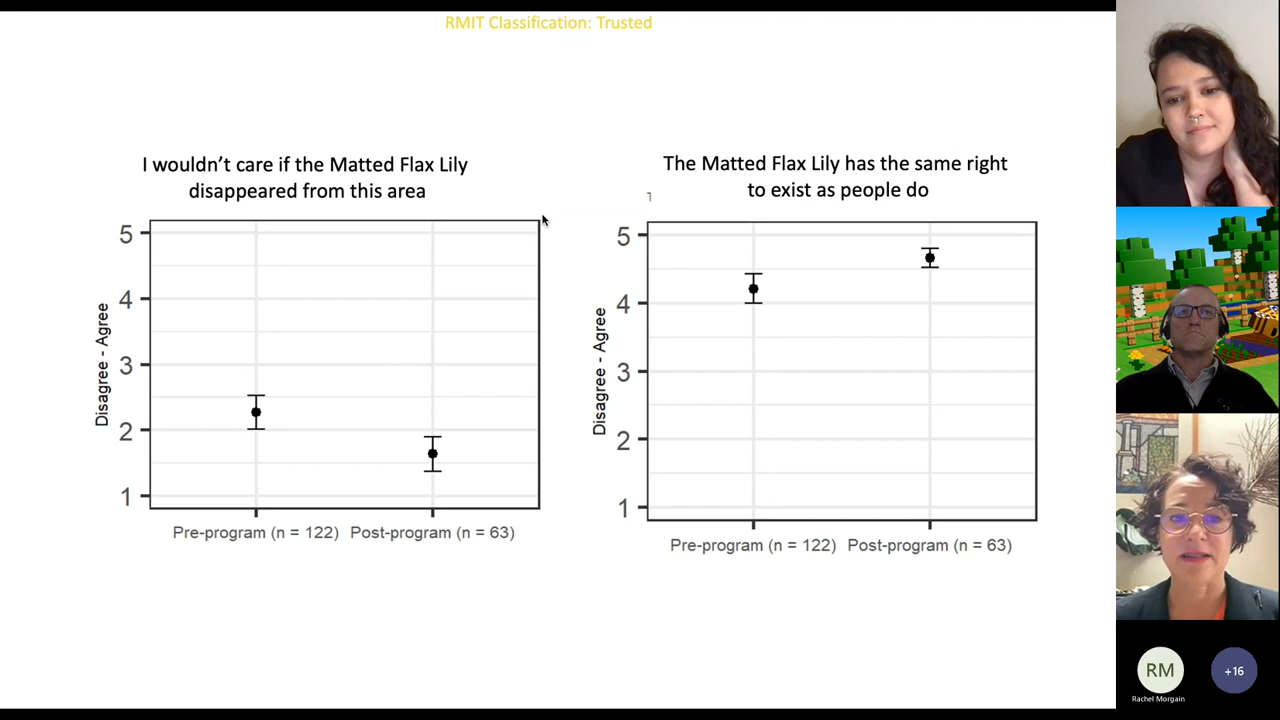 RMIT Classification: Trusted
I wouldn't care if the Matted Flax Lily
disappeared from this area
5
4
3
2
1
Disagree - Agree
Pre-program (n = 122) Post-program (n = 63)
The Matted Flax Lily has the same right
to exist as people do
5
4
3
2
1
Disagree - Agree
Pre-program (n = 122) Post-program (n = 63)
RM
Rachel Morgain
+16